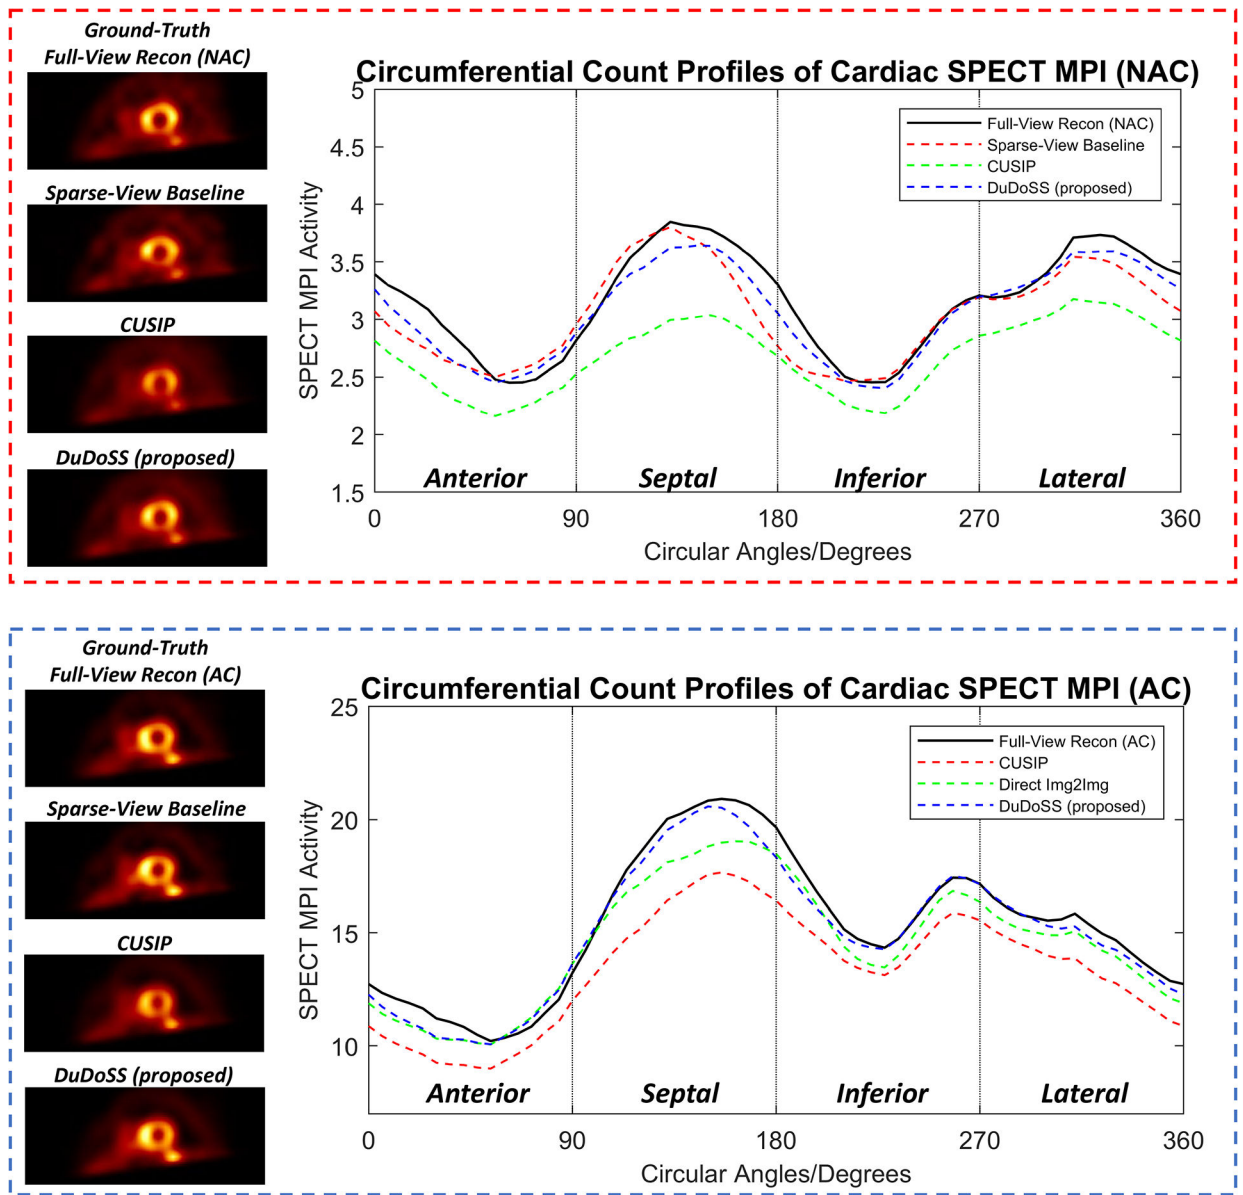 Ground-Truth
Full-View Recon (NAC)
Sparse-View Baseline
CUSIP
DuDoSS (proposed)
Circumferential Count Profiles of Cardiac SPECT MPI (NAC)
SPECT MPI Activity
5
4.5
4
3.5
3
2.5
2
1.5
Full-View Recon (NAC)
Sparse-View Baseline
CUSIP
DuDoSS (proposed)
Anterior
Septal
Inferior
Lateral
0
90
180
270
360
Circular Angles/Degrees
Ground-Truth
Full-View Recon (AC)
Sparse-View Baseline
CUSIP
DuDoSS (proposed)
Circumferential Count Profiles of Cardiac SPECT MPI (AC)
SPECT MPI Activity
25
20
15
10
Full-View Recon (AC)
CUSIP
Direct Img2Img
DuDoSS (proposed)
Anterior
Septal
Inferior
Lateral
0
90
180
270
360
Circular Angles/Degrees